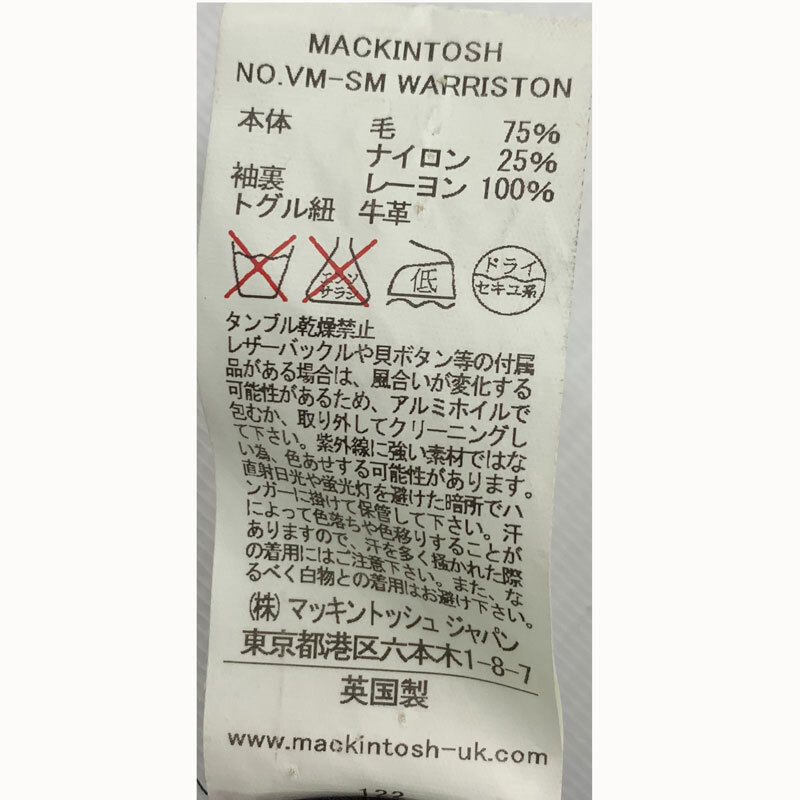 MACKINTOSH
NO.VM-SM WARRISTON
本体 毛 75%
ナイロン 25%
袖裏 レーヨン 100%
トグル紐 牛革
エンソ サラシ 低 ドライ セキユ系
タンブル乾燥禁止
レザーバックルや貝ボタン等の付属
品がある場合は、風合いが変化する
可能性があるため、アルミホイルで
包むか、取り外してクリーニングし
て下さい。紫外線に強い素材ではな
い為、色あせする可能性があります。
直射日光や蛍光灯を避けた暗所でハ
ンガーに掛けて保管して下さい。汗
によって色落ちや色移りすることが
ありますので、汗を多く掻かれた際
の着用にはご注意下さい。また、な
るべく白物との着用はお避け下さい。
(株)マッキントッシュ ジャパン
東京都港区六本木1-8-7
英国製
www.mackintosh-uk.com
122